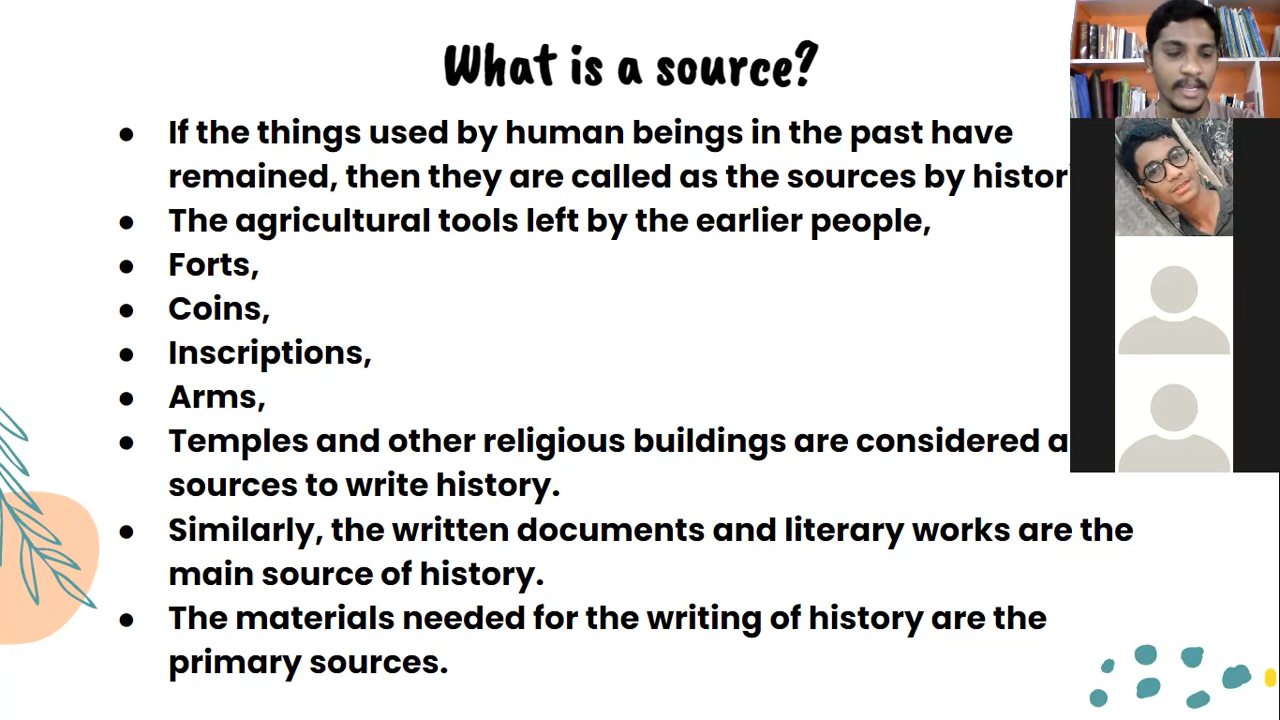 What is a source?
● If the things used by human beings in the past have
remained, then they are called as the sources by
● The agricultural tools left by the earlier people,
● Forts,
● Coins,
● Inscriptions,
● Arms,
● Temples and other religious buildings are considered
sources to write history.
● Similarly, the written documents and literary works are the
main source of history.
● The materials needed for the writing of history are the
primary sources.